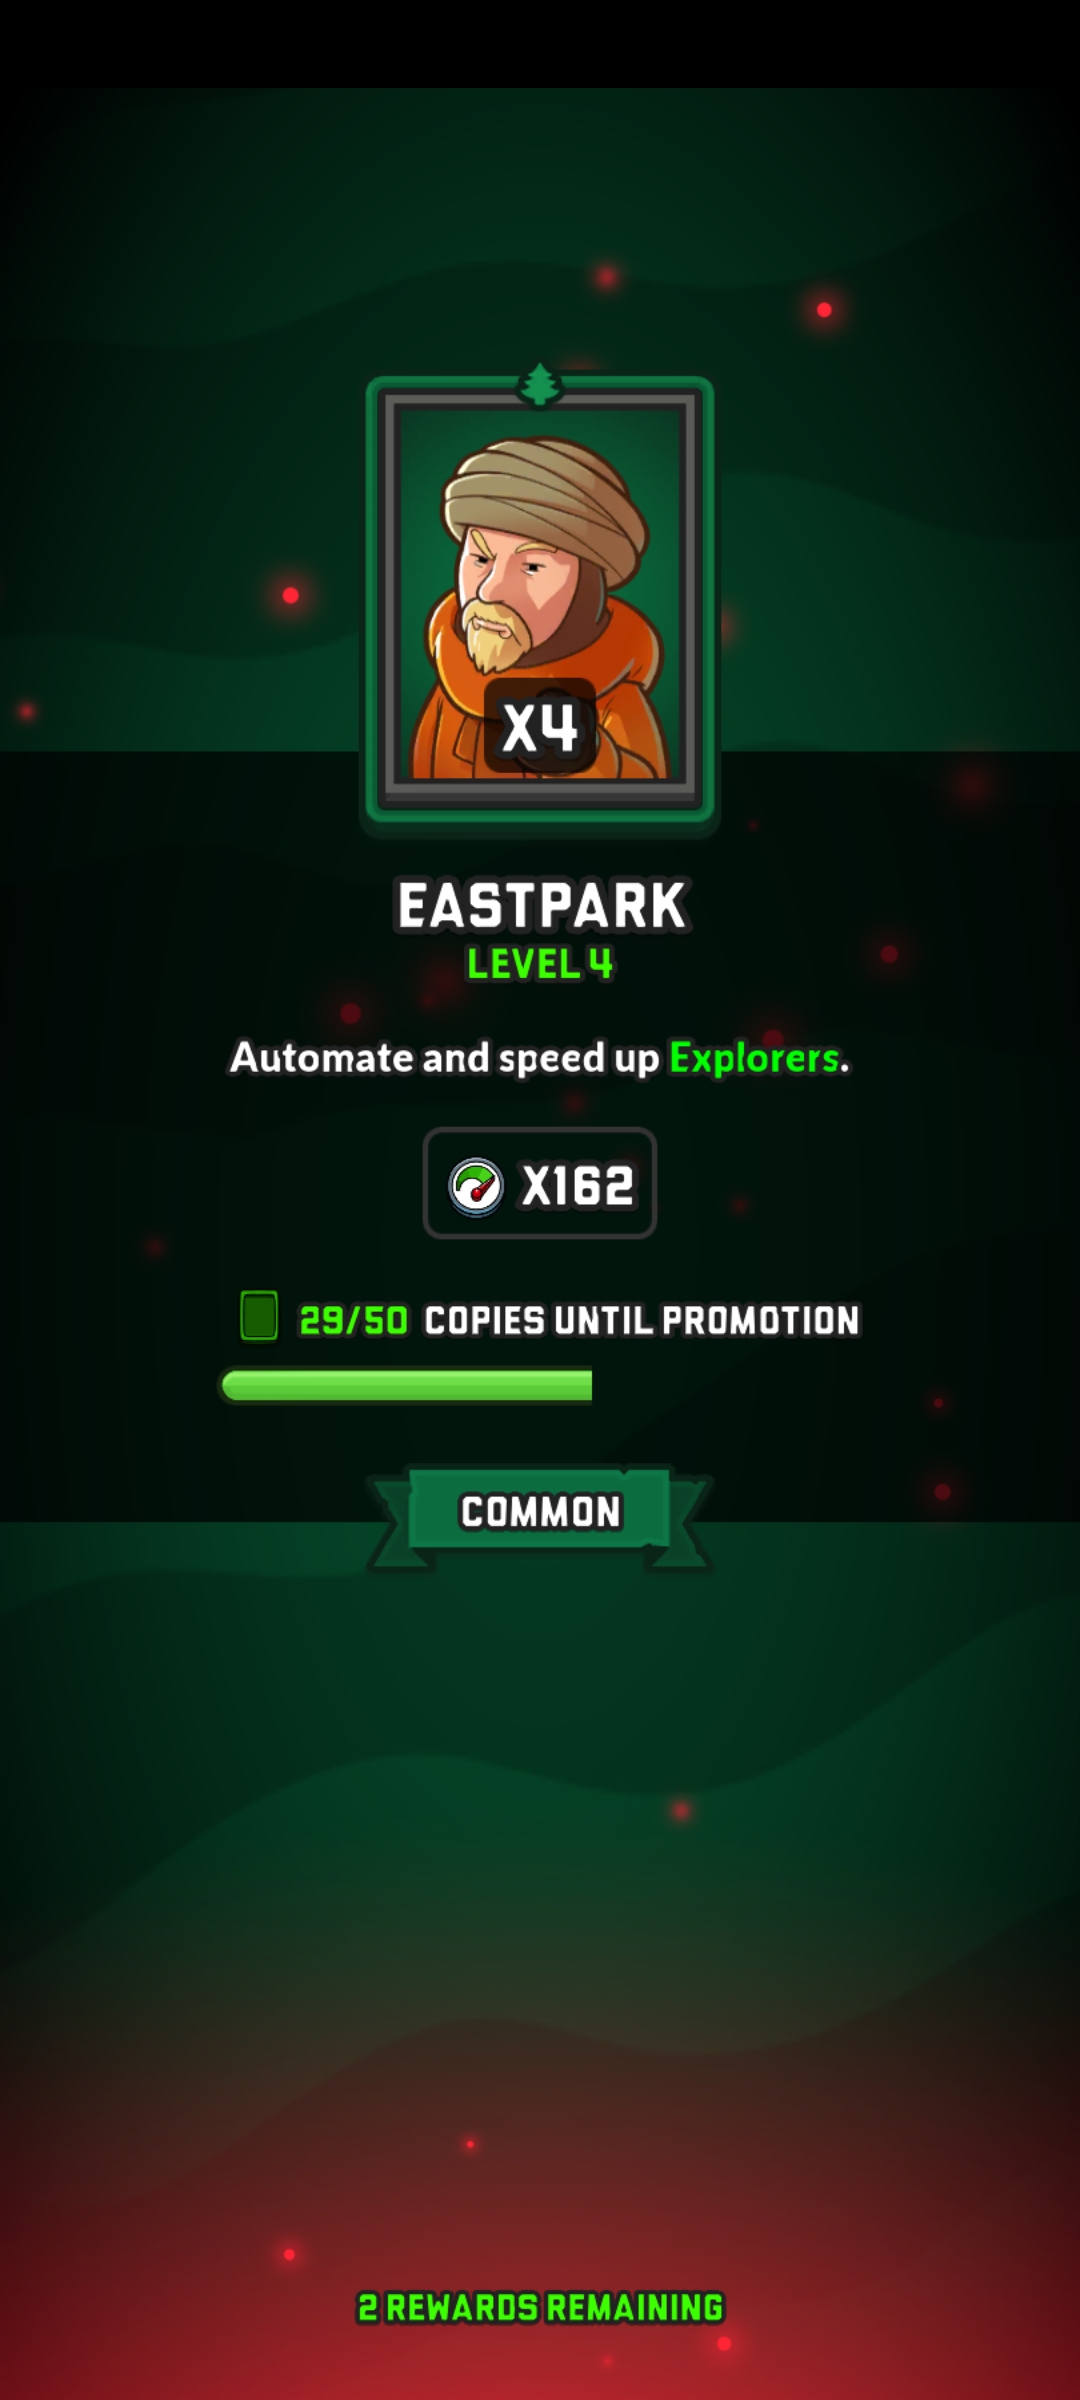 X4
EASTPARK
LEVEL 4
Automate and speed up Explorers.
X162
29/50 COPIES UNTIL PROMOTION
COMMON
2 REWARDS REMAINING